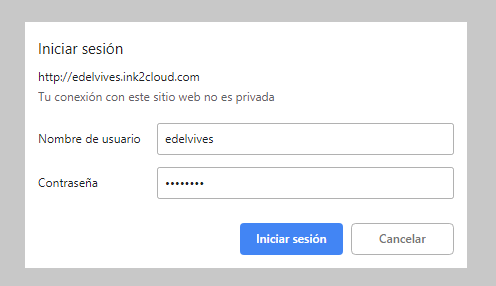 Iniciar sesión
http://edelvives.ink2cloud.com
Tu conexión con este sitio web no es privada
Nombre de usuario edelvives
Contraseña ••••••••
Iniciar sesión Cancelar